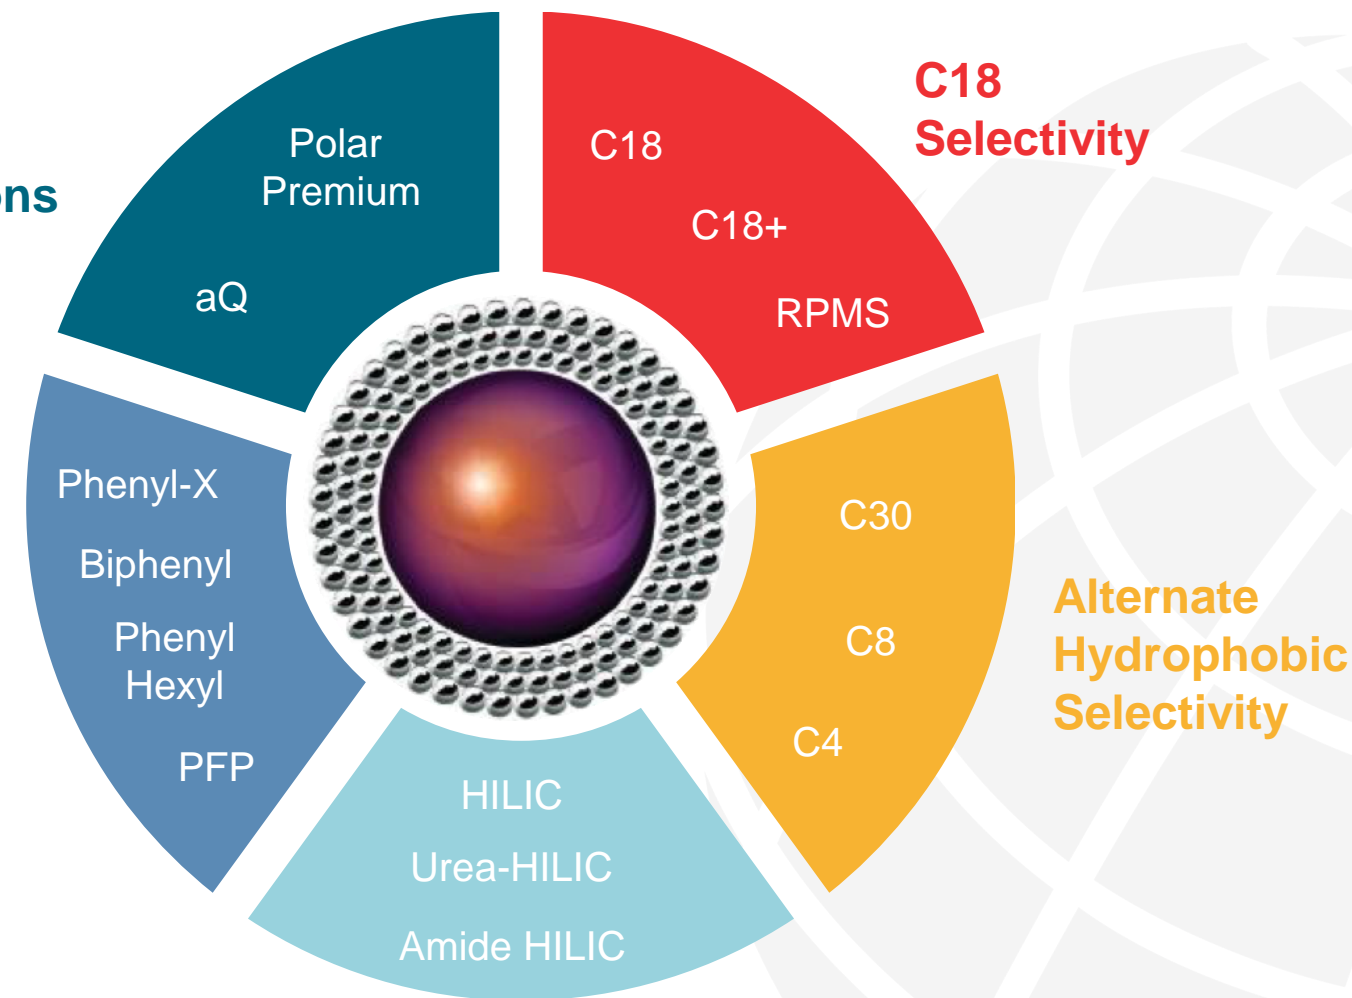 C18
Selectivity
Polar
Premium
aQ
C18
C18+
RPMS
Phenyl-X
Biphenyl
Phenyl
Hexyl
PFP
C30
C8
C4
Alternate
Hydrophobic
Selectivity
HILIC
Urea-HILIC
Amide HILIC